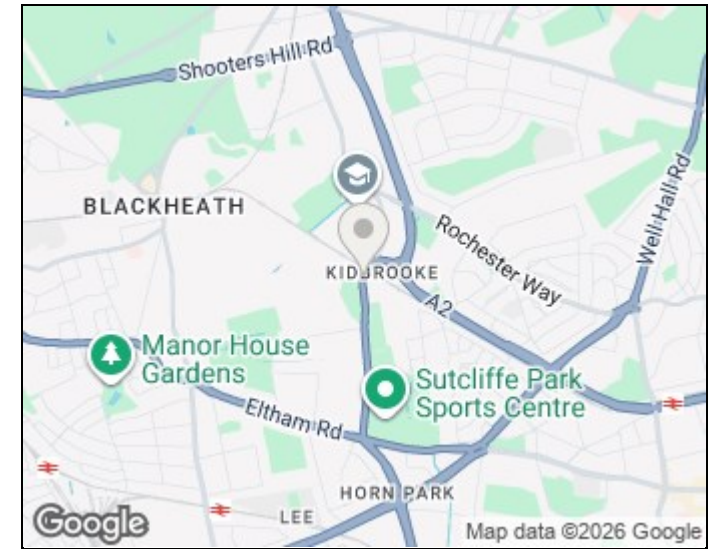 Shooters Hill Rd
BLACKHEATH
Well Hall Rd
Rochester Way
KIDBROOKE
A2
Manor House
Gardens
Sutcliffe Park
Sports Centre
Eltham Rd
HORN PARK
LEE
Google
Map data ©2026 Google